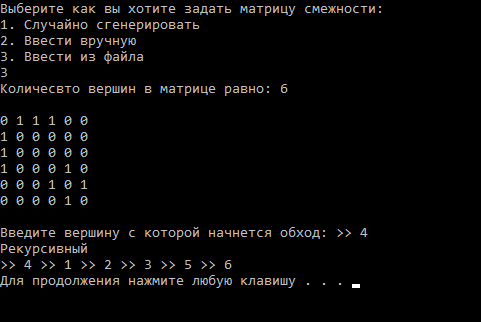 Выберите как вы хотите задать матрицу смежности:
1. Случайно сгенерировать
2. Ввести вручную
3. Ввести из файла
3
Количесвто вершин в матрице равно: 6
0 1 1 1 0 0
1 0 0 0 0 0
1 0 0 0 0 0
1 0 0 0 1 0
0 0 0 1 0 1
0 0 0 0 1 0
Введите вершину с которой начнется обход: >> 4
Рекурсивный
>> 4 >> 1 >> 2 >> 3 >> 5 >> 6
Для продолжения нажмите любую клавишу . . .